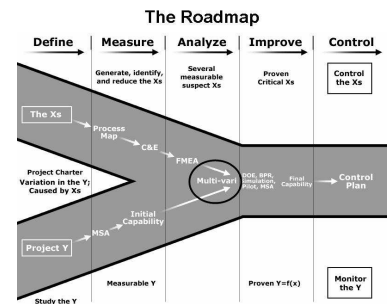 The Roadmap
Define Measure Analyze Improve Control
Generate, identify,
and reduce the Xs
Several
measurable
suspect Xs
Proven
Critical Xs
Control
the Xs
The Xs
Process
Map
C&E
FMEA
Project Charter
Variation in the Y;
Caused by Xs
Multi-vari
DOE, BPR,
Simulation,
Pilot, MSA
Final
Capability
Control
Plan
Initial
Capability
MSA
Project Y
Measurable Y
Proven Y=f(x)
Monitor
the Y
Study the Y